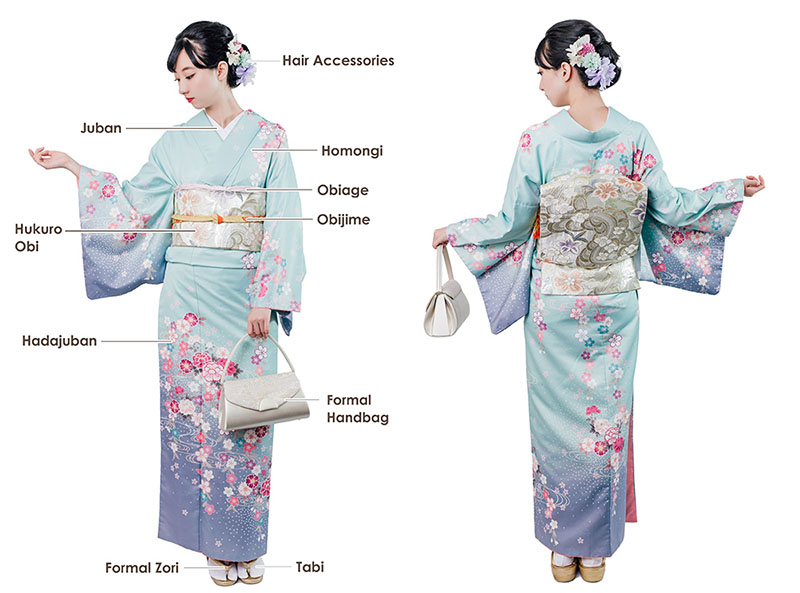 Hair Accessories
Juban
Homongi
Obiage
Obijime
Hukuro
Obi
Hadajuban
Formal
Handbag
Formal Zori
Tabi